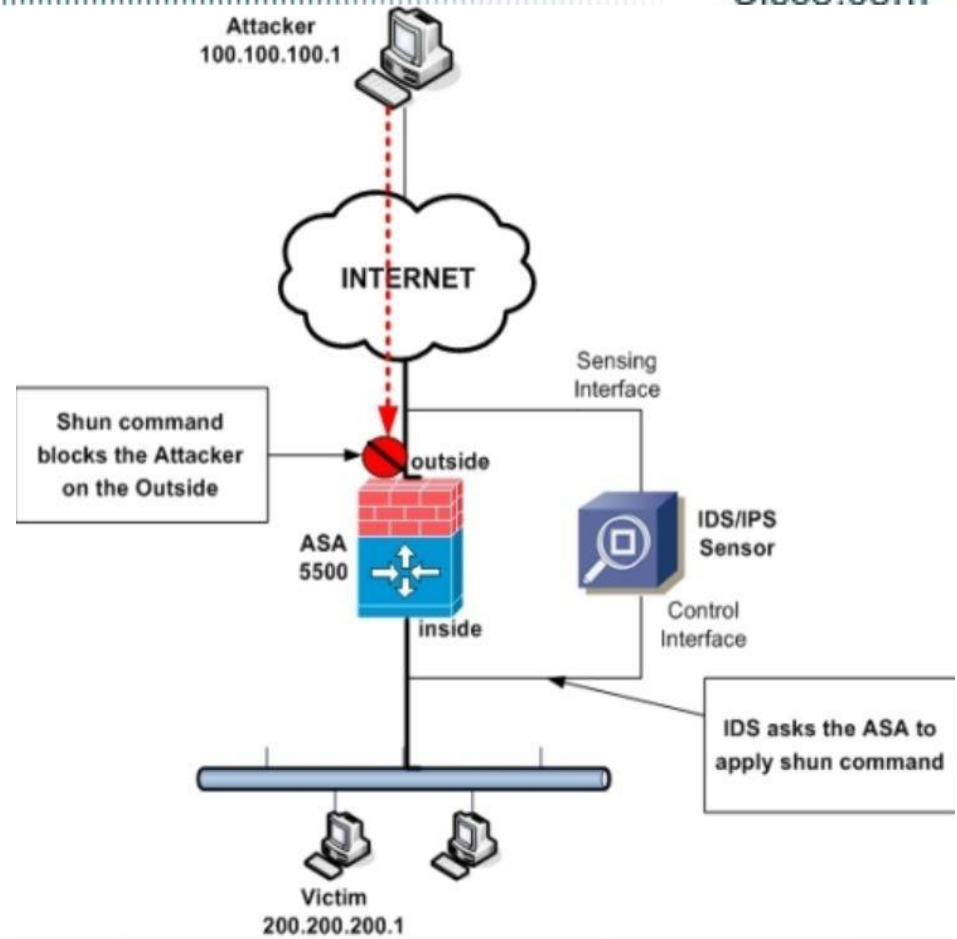 Attacker
100.100.100.1
INTERNET
Sensing
Interface
Shun command
blocks the Attacker
on the Outside
outside
ASA
5500
IDS/IPS
Sensor
inside
Control
Interface
IDS asks the ASA to
apply shun command
Victim
200.200.200.1